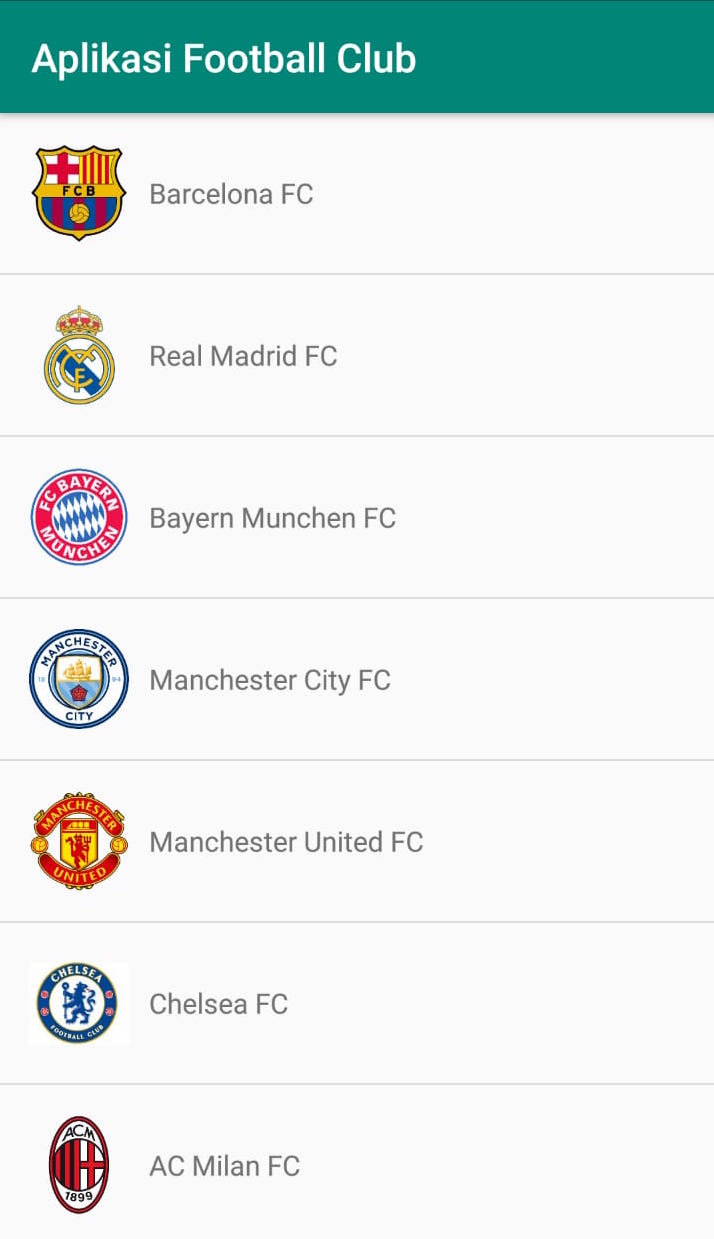 Aplikasi Football Club
FCB
Barcelona FC
Real Madrid FC
FC BAYERN
MÜNCHEN
Bayern Munchen FC
MANCHESTER
18 94
CITY
Manchester City FC
MANCHESTER
UNITED
Manchester United FC
CHELSEA
FOOTBALL CLUB
Chelsea FC
ACM
1899
AC Milan FC